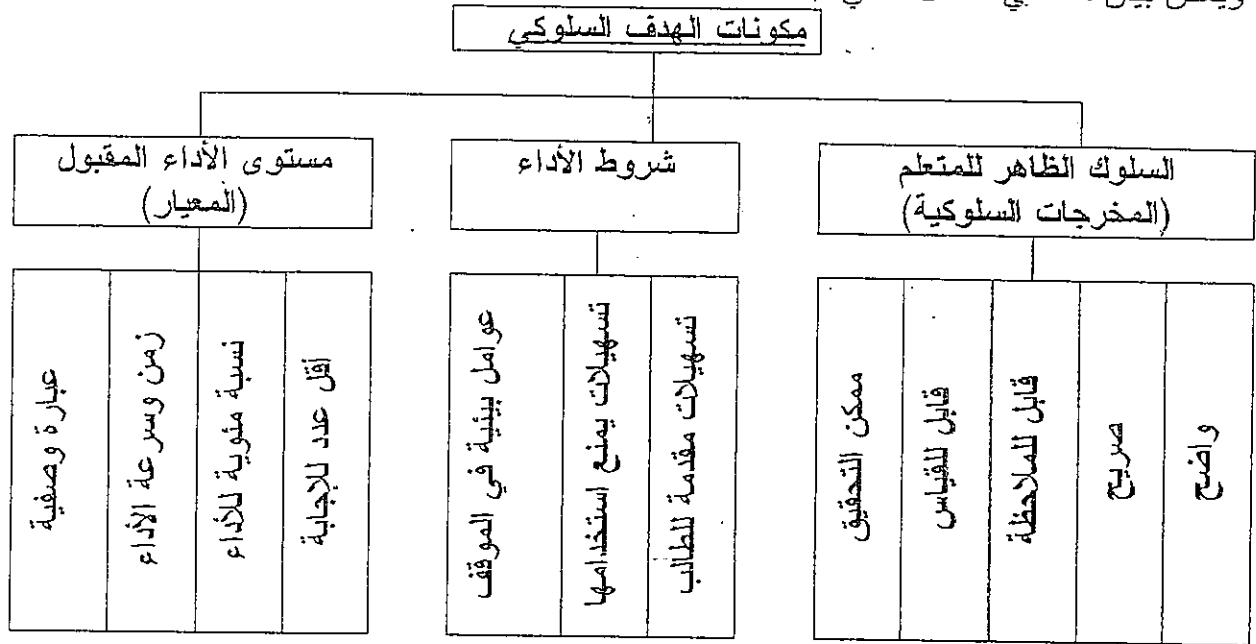 مكونات الهدف السلوكي
السلوك الظاهر للمتعلم
(المخرجات السلوكية)
شروط الأداء
مستوى الأداء المقبول
(المعيار)
واضح
صريح
قابل للملاحظة
قابل للقياس
ممكن التحقيق
تسهيلات مقدمة للطالب
تسهيلات يمنع استخدامها
عوامل بيئية في الموقف
أقل عدد للإجابة
نسبة مئوية للأداء
زمن وسرعة الأداء
عبارة وصفية